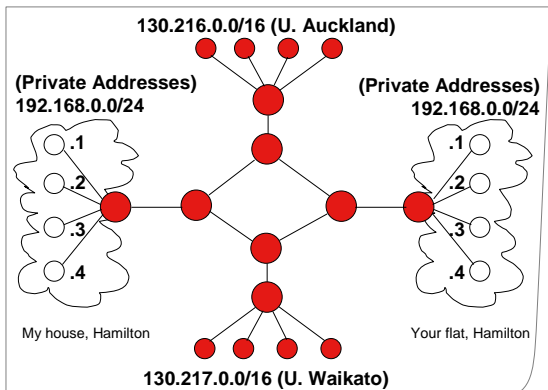 130.216.0.0/16 (U. Auckland)
(Private Addresses)
192.168.0.0/24
.1
.2
.3
.4
My house, Hamilton
(Private Addresses)
192.168.0.0/24
.1
.2
.3
.4
Your flat, Hamilton
130.217.0.0/16 (U. Waikato)